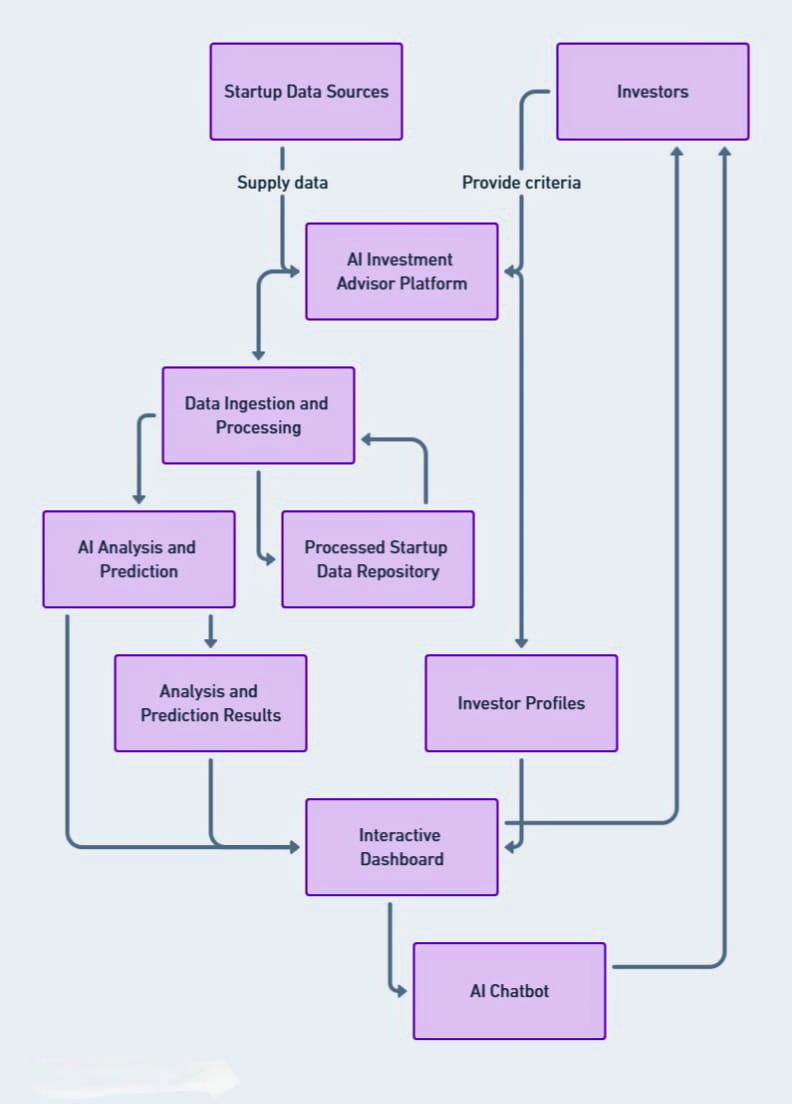 Startup Data Sources
Investors
Supply data
Provide criteria
AI Investment
Advisor Platform
Data Ingestion and
Processing
AI Analysis and
Prediction
Processed Startup
Data Repository
Analysis and
Prediction Results
Investor Profiles
Interactive
Dashboard
AI Chatbot